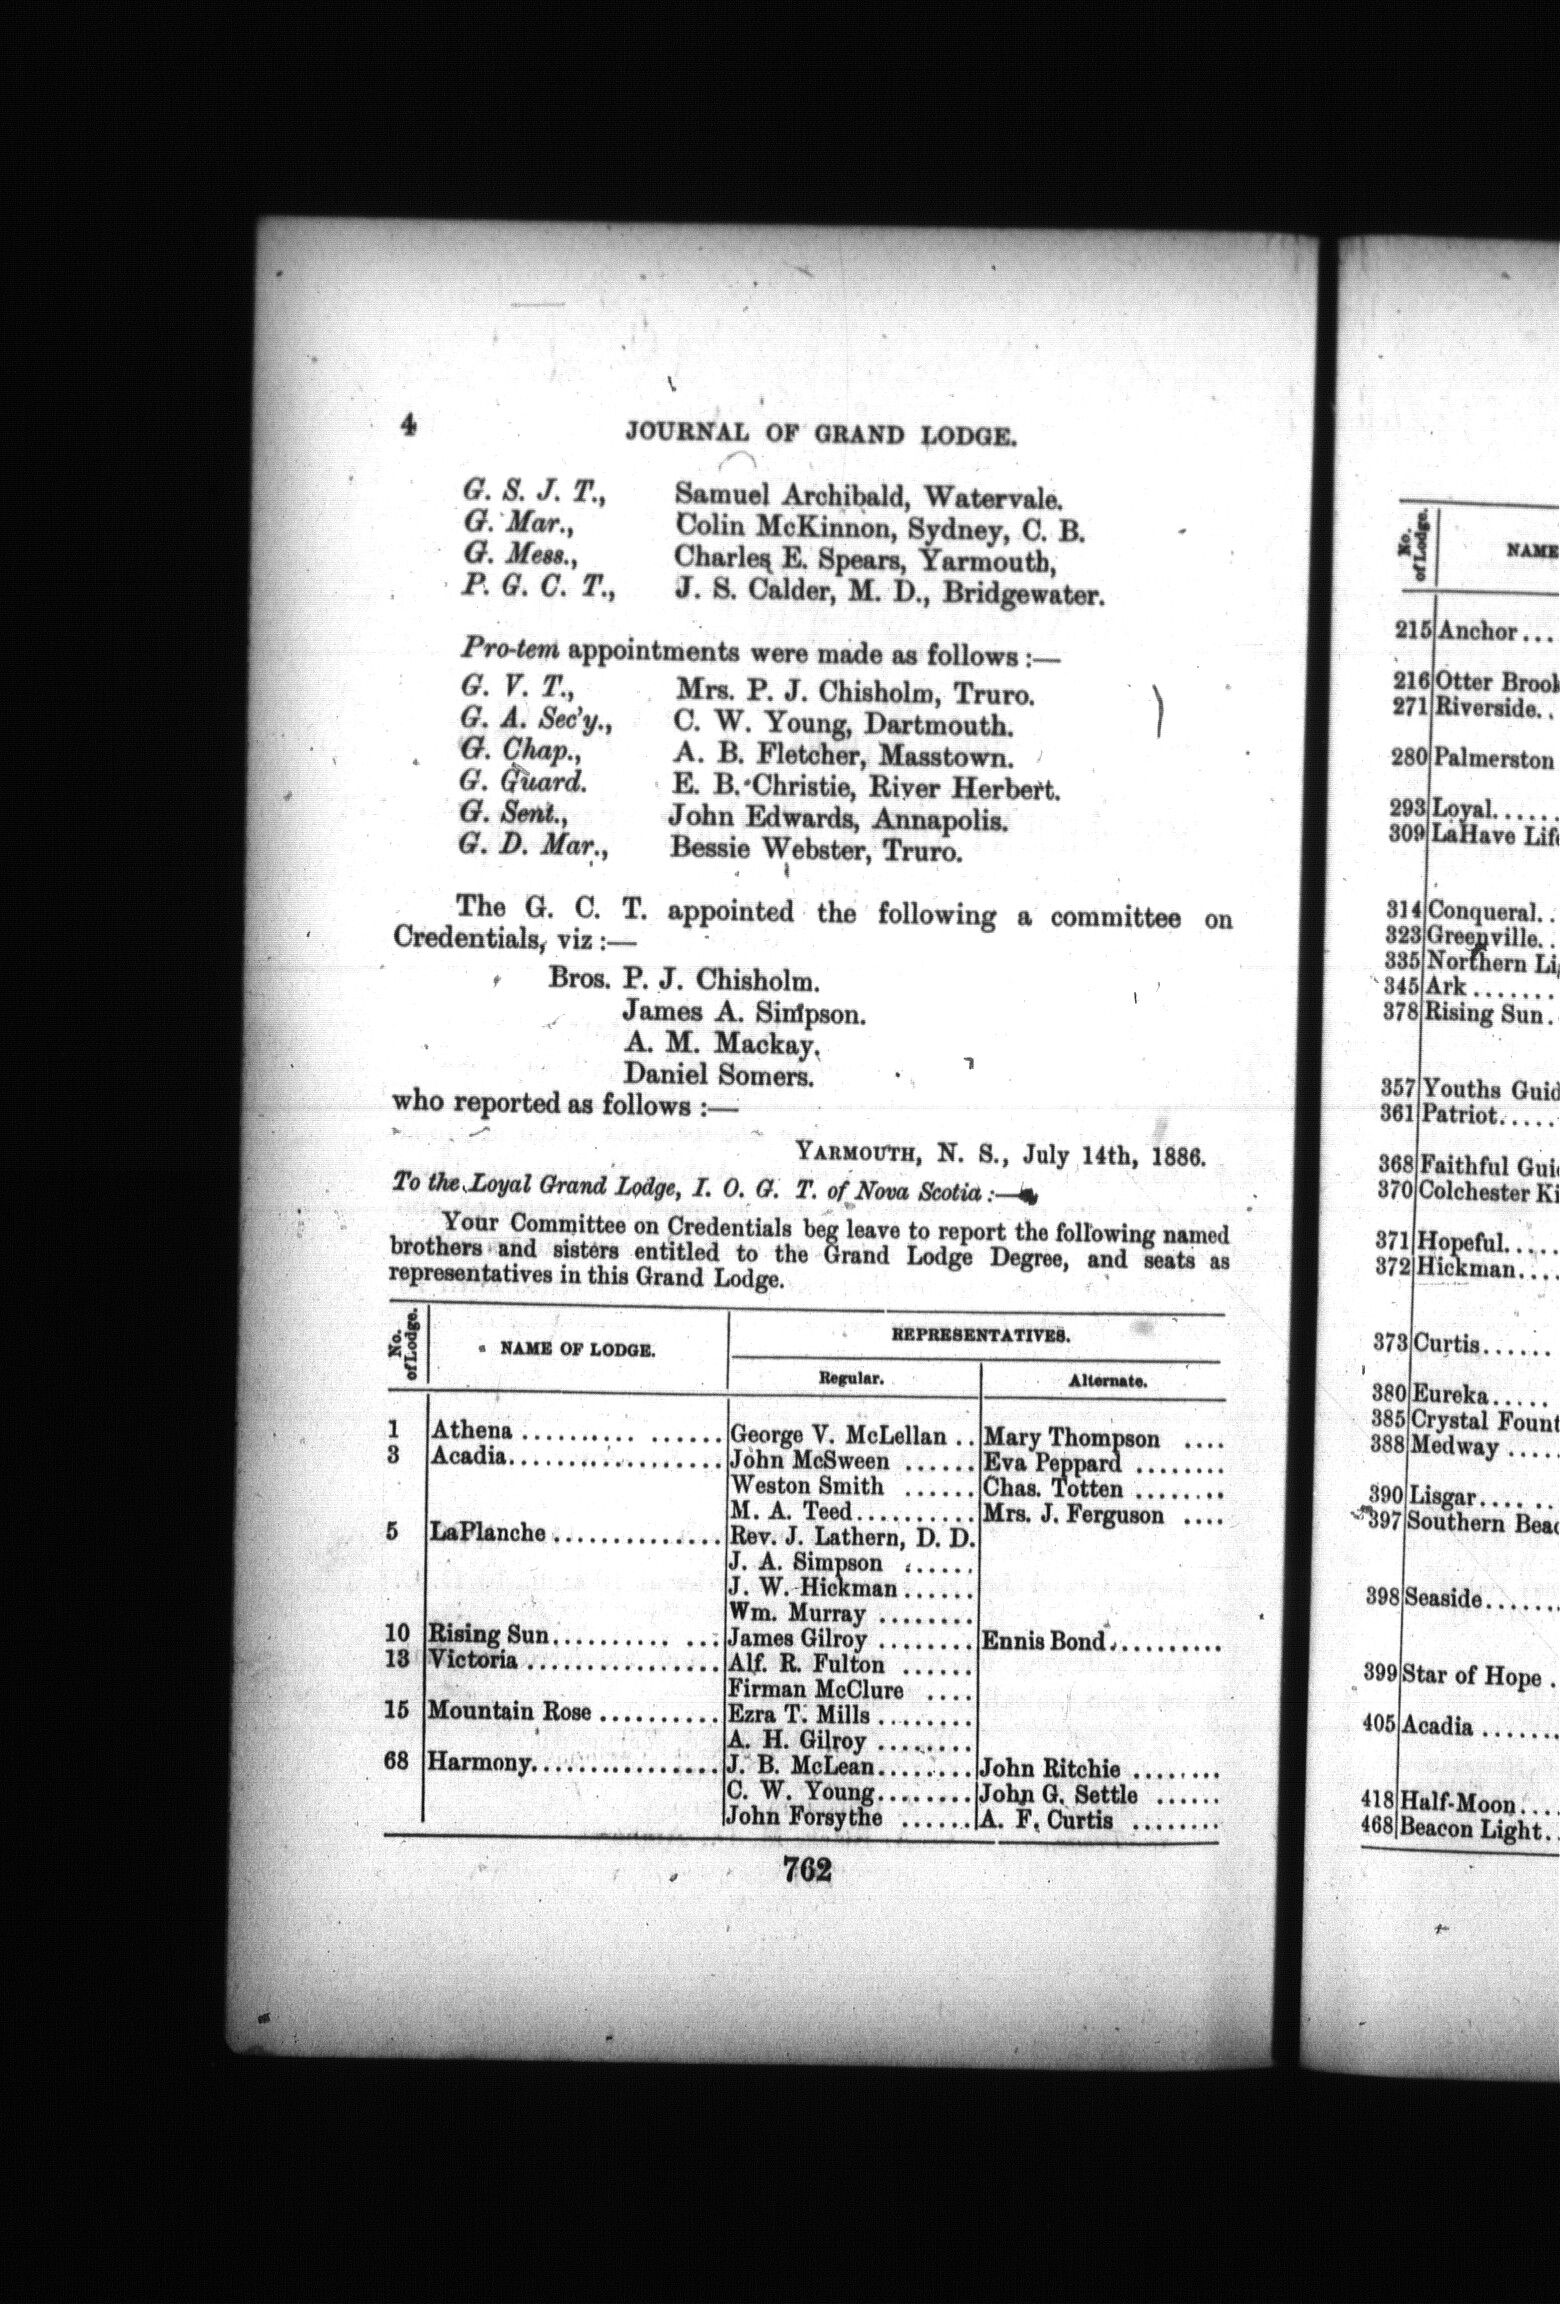 4 JOURNAL OF GRAND LODGE.
G. S. J. T., Samuel Archibald, Watervale.
G. Mar., Colin McKinnon, Sydney, C. B.
G. Mess., Charles E. Spears, Yarmouth,
P. G. C. T., J. S. Calder, M. D., Bridgewater.
Pro-tem appointments were made as follows :—
G. V. T., Mrs. P. J. Chisholm, Truro.
G. A. Sec'y., C. W. Young, Dartmouth.
G. Chap., A. B. Fletcher, Masstown.
G. Guard. E. B. Christie, River Herbert.
G. Sent., John Edwards, Annapolis.
G. D. Mar., Bessie Webster, Truro.
The G. C. T. appointed the following a committee on
Credentials, viz :—
Bros. P. J. Chisholm.
James A. Simpson.
A. M. Mackay.
Daniel Somers.
who reported as follows :—
YARMOUTH, N. S., July 14th, 1886.
To the Loyal Grand Lodge, I. O. G. T. of Nova Scotia :—
Your Committee on Credentials beg leave to report the following named
brothers and sisters entitled to the Grand Lodge Degree, and seats as
representatives in this Grand Lodge.
No. of Lodge. NAME OF LODGE. REPRESENTATIVES.
Regular. Alternate.
1 Athena .......... ...... George V. McLellan .. Mary Thompson ....
3 Acadia.................. John McSween ...... Eva Peppard ........
Weston Smith ...... Chas. Totten ........
M. A. Teed.......... Mrs. J. Ferguson ....
5 LaPlanche .............. Rev. J. Lathern, D. D.
J. A. Simpson ......
J. W. Hickman ......
Wm. Murray ........
10 Rising Sun.......... ... James Gilroy ........ Ennis Bond..........
13 Victoria ................ Alf. R. Fulton ......
Firman McClure ....
15 Mountain Rose .......... Ezra T. Mills ........
A. H. Gilroy ........
68 Harmony................ J. B. McLean........ John Ritchie ........
C. W. Young........ John G. Settle ......
John Forsythe ...... A. F. Curtis ........
762
No. of Lodge. NAME
215 Anchor ...
216 Otter Brook
271 Riverside..
280 Palmerston
293 Loyal......
309 LaHave Life
314 Conqueral..
323 Greenville..
335 Northern Lig
345 Ark .......
378 Rising Sun.
357 Youths Guid
361 Patriot.....
368 Faithful Guid
370 Colchester Ki
371 Hopeful.....
372 Hickman....
373 Curtis......
380 Eureka.....
385 Crystal Fount
388 Medway .....
390 Lisgar.... ..
397 Southern Beac
398 Seaside.......
399 Star of Hope .
405 Acadia .......
418 Half-Moon....
468 Beacon Light..